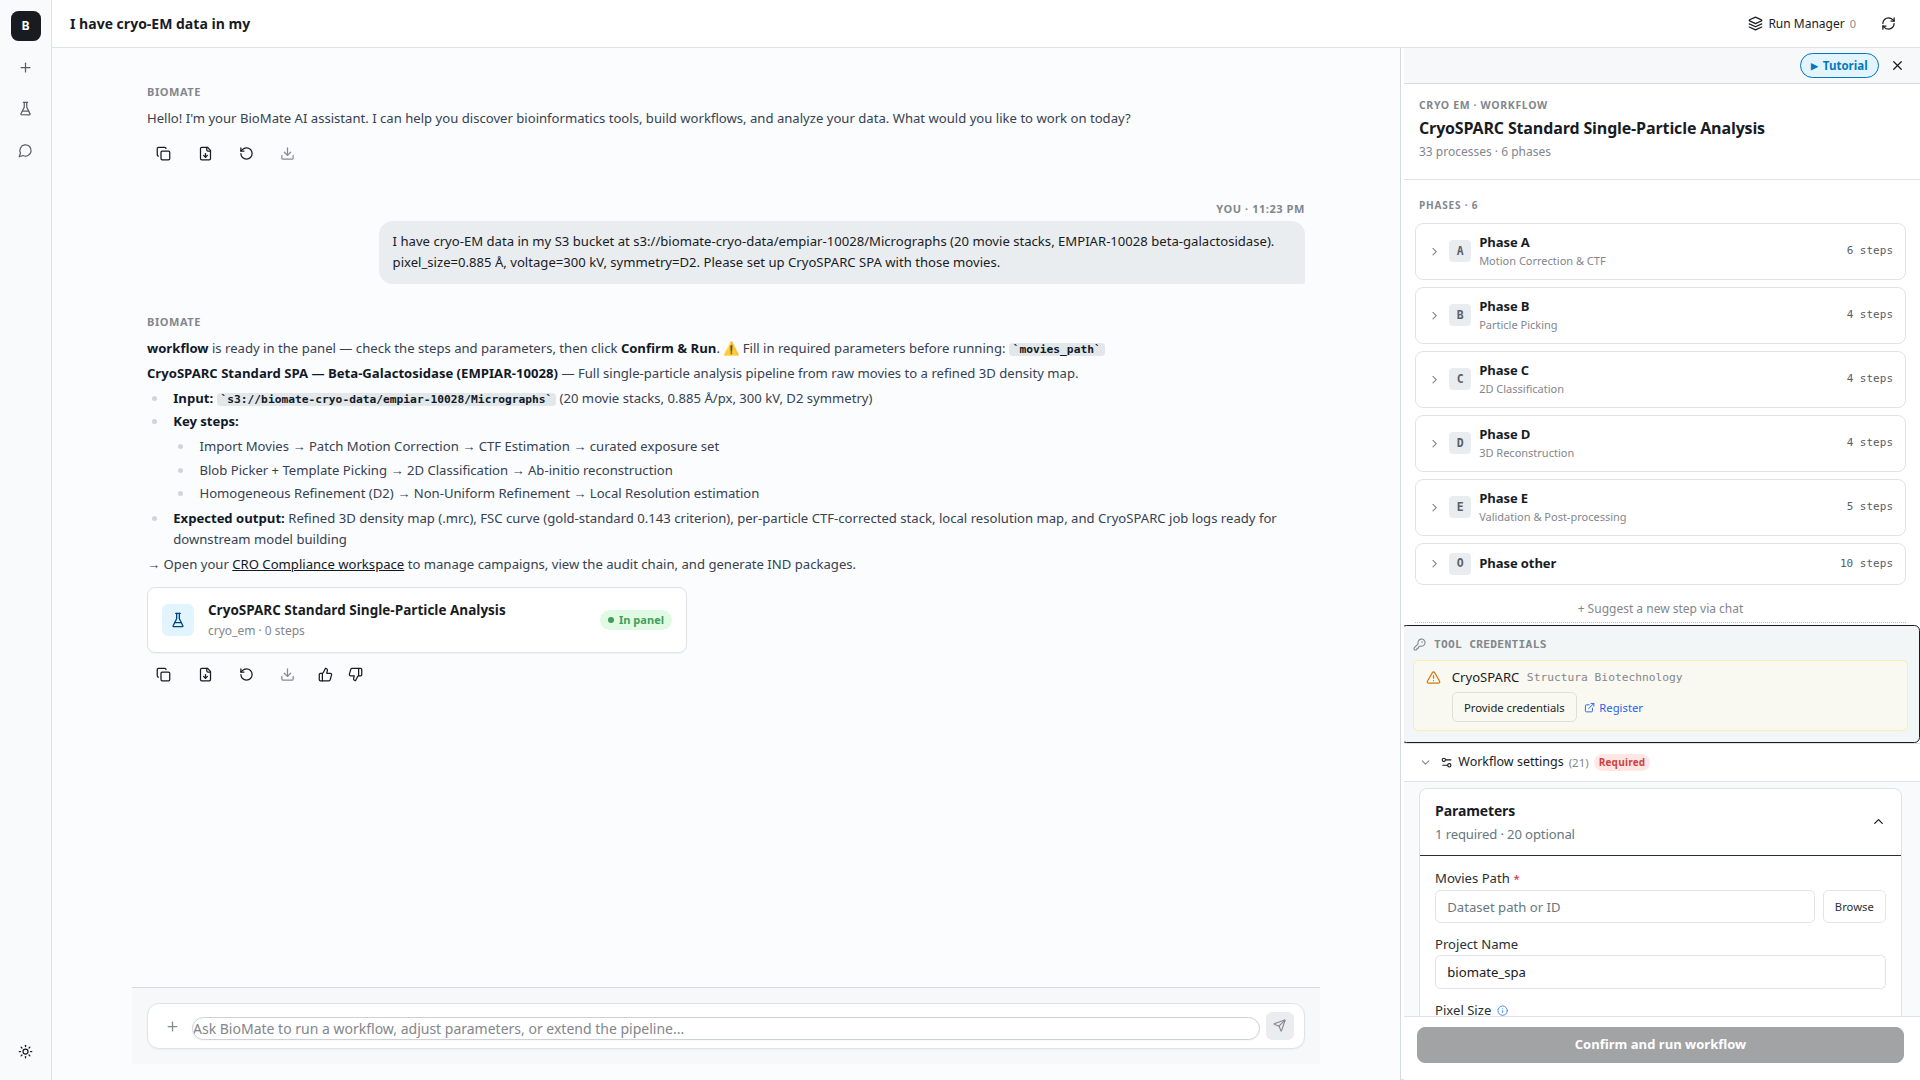 B
I have cryo-EM data in my
Run Manager 0
BIOMATE
Hello! I'm your BioMate AI assistant. I can help you discover bioinformatics tools, build workflows, and analyze your data. What would you like to work on today?
YOU · 11:23 PM
I have cryo-EM data in my S3 bucket at s3://biomate-cryo-data/empiar-10028/Micrographs (20 movie stacks, EMPIAR-10028 beta-galactosidase).
pixel_size=0.885 Å, voltage=300 kV, symmetry=D2. Please set up CryoSPARC SPA with those movies.
BIOMATE
workflow is ready in the panel — check the steps and parameters, then click Confirm & Run. ⚠️ Fill in required parameters before running: `movies_path`
CryoSPARC Standard SPA — Beta-Galactosidase (EMPIAR-10028) — Full single-particle analysis pipeline from raw movies to a refined 3D density map.
Input: `s3://biomate-cryo-data/empiar-10028/Micrographs` (20 movie stacks, 0.885 Å/px, 300 kV, D2 symmetry)
Key steps:
Import Movies → Patch Motion Correction → CTF Estimation → curated exposure set
Blob Picker + Template Picking → 2D Classification → Ab-initio reconstruction
Homogeneous Refinement (D2) → Non-Uniform Refinement → Local Resolution estimation
Expected output: Refined 3D density map (.mrc), FSC curve (gold-standard 0.143 criterion), per-particle CTF-corrected stack, local resolution map, and CryoSPARC job logs ready for
downstream model building
→ Open your CRO Compliance workspace to manage campaigns, view the audit chain, and generate IND packages.
CryoSPARC Standard Single-Particle Analysis
cryo_em · 0 steps
In panel
Ask BioMate to run a workflow, adjust parameters, or extend the pipeline...
▶ Tutorial
CRYO EM · WORKFLOW
CryoSPARC Standard Single-Particle Analysis
33 processes · 6 phases
PHASES · 6
A Phase A 6 steps
Motion Correction & CTF
B Phase B 4 steps
Particle Picking
C Phase C 4 steps
2D Classification
D Phase D 4 steps
3D Reconstruction
E Phase E 5 steps
Validation & Post-processing
O Phase other 10 steps
+ Suggest a new step via chat
TOOL CREDENTIALS
CryoSPARC Structura Biotechnology
Provide credentials Register
Workflow settings (21) Required
Parameters
1 required · 20 optional
Movies Path *
Dataset path or ID Browse
Project Name
biomate_spa
Pixel Size
Confirm and run workflow